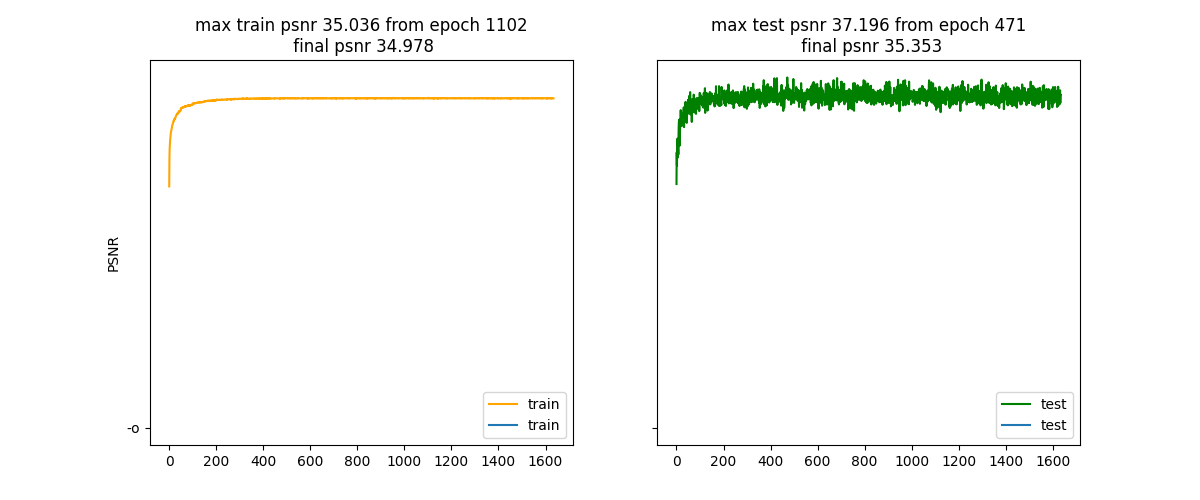 max train psnr 35.036 from epoch 1102
final psnr 34.978
max test psnr 37.196 from epoch 471
final psnr 35.353
PSNR
-o
train
train
0 200 400 600 800 1000 1200 1400 1600
test
test
0 200 400 600 800 1000 1200 1400 1600